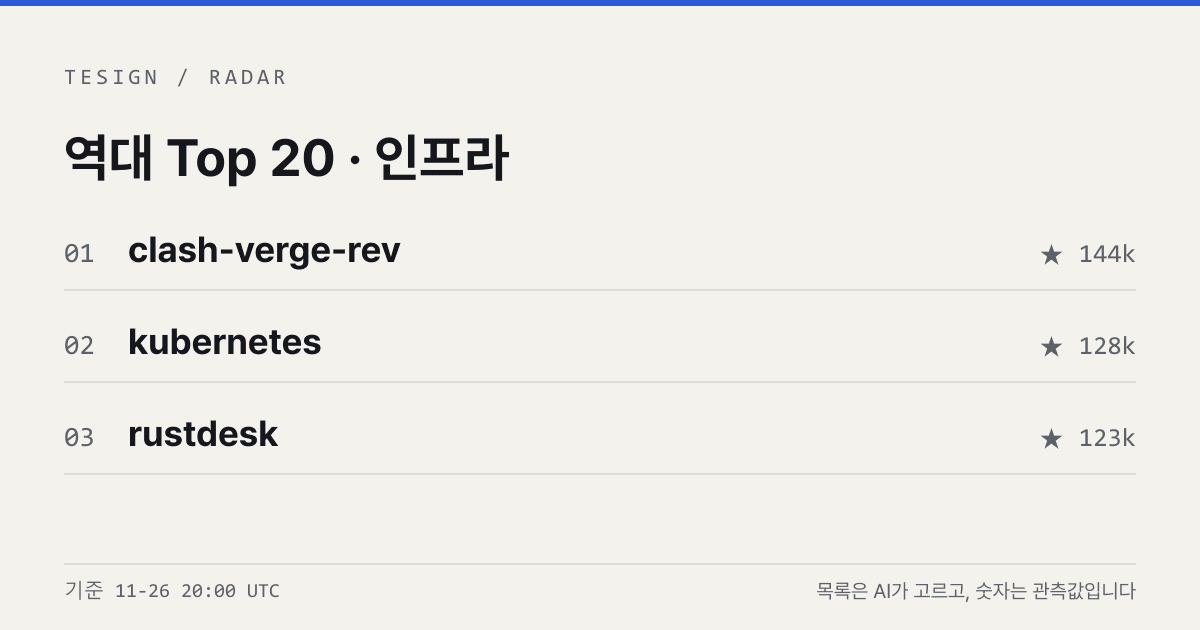 TESIGN / RADAR
역대 Top 20 · 인프라
01 clash-verge-rev ★ 144k
02 kubernetes ★ 128k
03 rustdesk ★ 123k
기준 11-26 20:00 UTC
목록은 AI가 고르고, 숫자는 관측값입니다